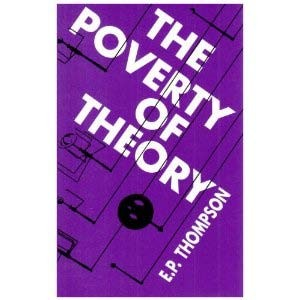 THE
POVERTY
OF
THEORY
E.P. THOMPSON